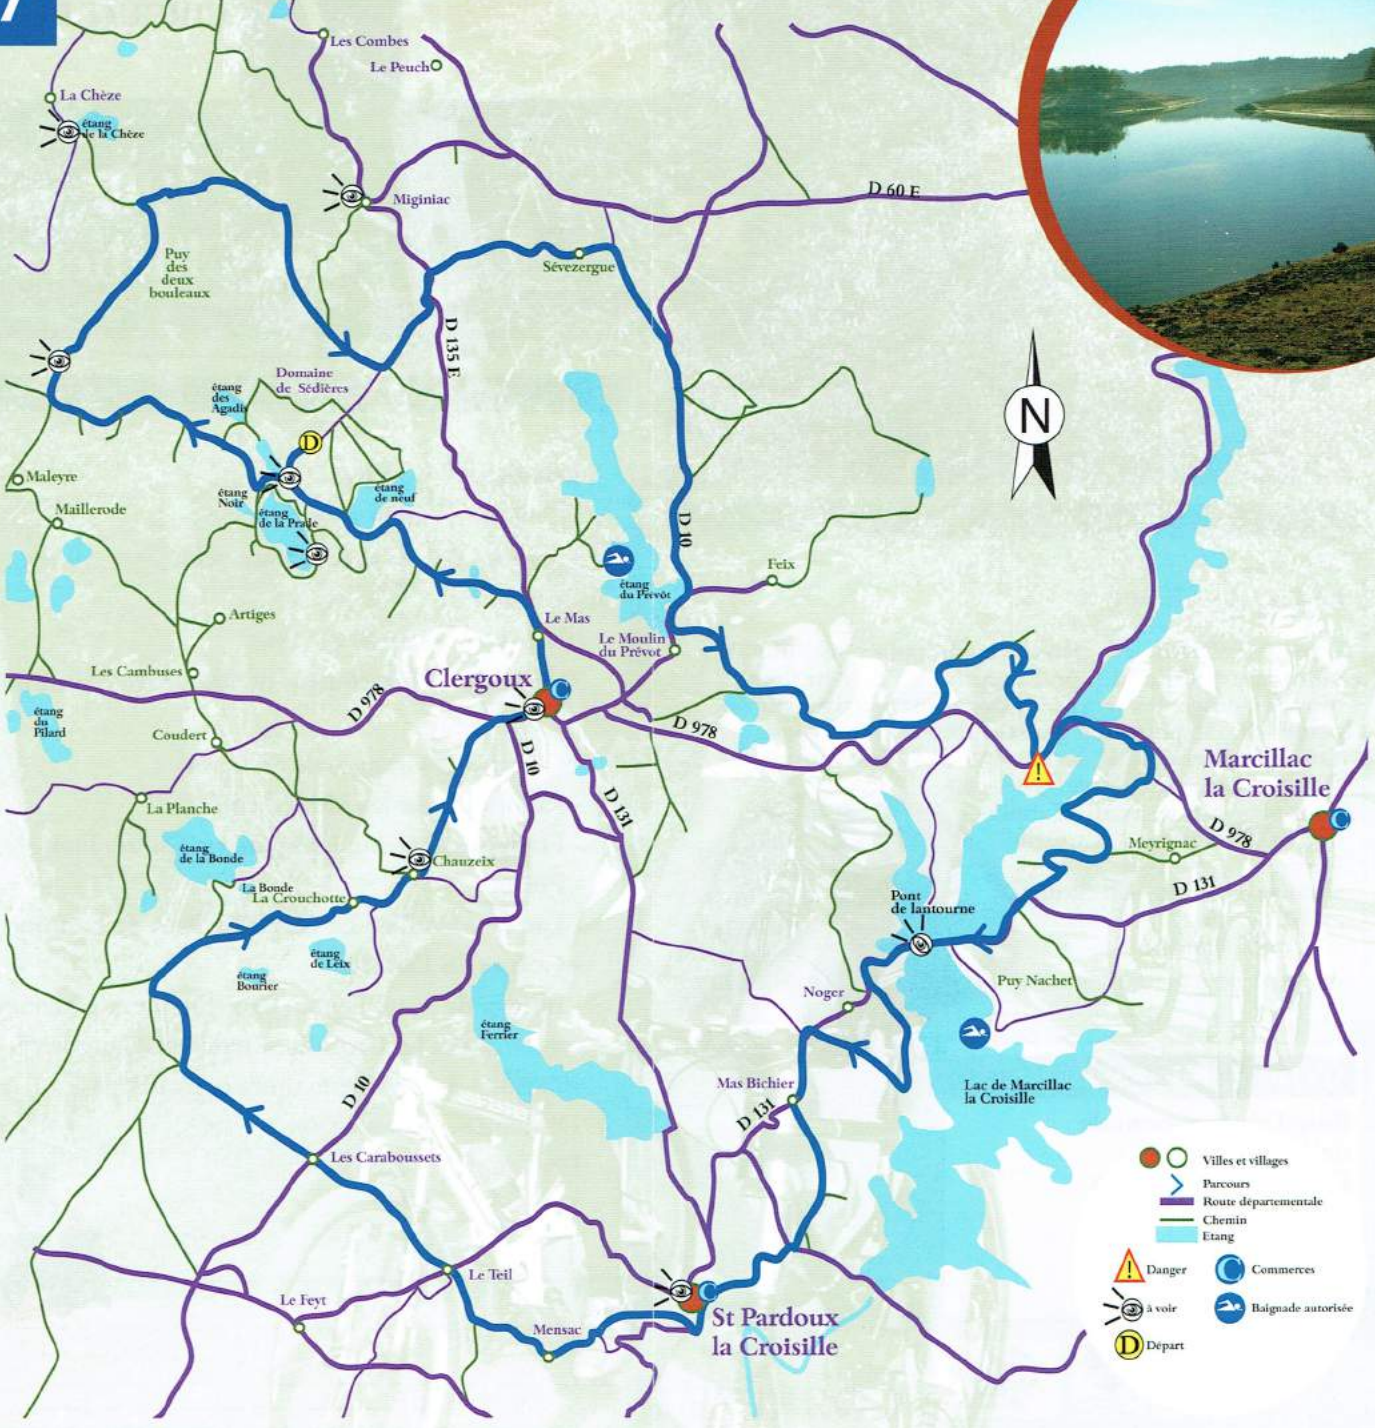 7
Les Combes
Le Peuch
La Chèze
étang
de la Chèze
Miginiac
D 60 E
Puy
des
deux
bouleaux
Sévezergue
D 135 E
Domaine
de Sédières
étang
des
Agadis
D
N
Maleyre
étang
Noir
étang
de neuf
étang
de la Prade
Maillerode
D 10
Feix
étang
du Prévôt
Artiges
Le Mas
Le Moulin
du Prévôt
Les Cambuses
Clergoux
C
D 978
D 978
étang
du
Pilard
Coudert
D 10
Marcillac
la Croisille
La Planche
D 131
C
D 978
Meyrignac
étang
de la Bonde
Chauzeix
La Bonde
La Crouchotte
D 131
Pont
de lantourne
étang
de Leix
étang
Bourier
Puy Nachet
Noger
étang
Ferrier
D 10
Mas Bichier
D 131
Lac de Marcillac
la Croisille
Les Caraboussets
Le Teil
Le Feyt
Mensac
C
St Pardoux
la Croisille
Villes et villages
Parcours
Route départementale
Chemin
Etang
! Danger
C Commerces
à voir
Baignade autorisée
D Départ